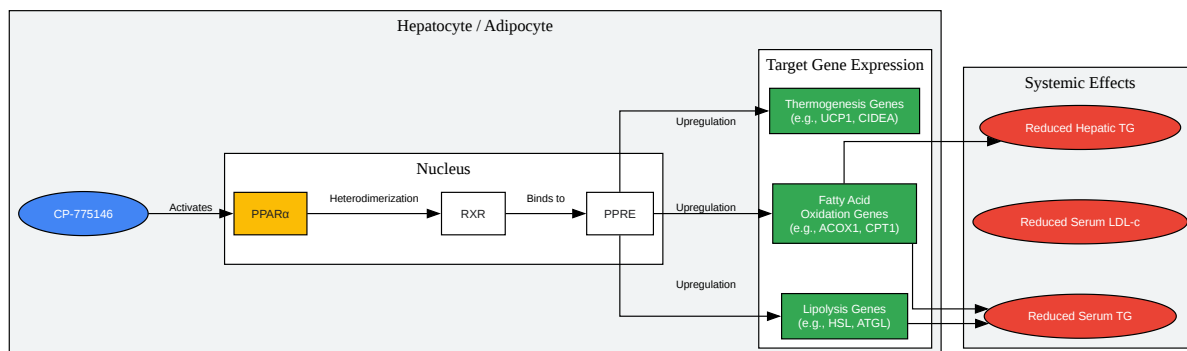 Hepatocyte / Adipocyte
Target Gene Expression
Systemic Effects
Thermogenesis Genes
(e.g., UCP1, CIDEA)
Upregulation
Reduced Hepatic TG
Nucleus
CP-775146
Activates
PPARα
Heterodimerization
RXR
Binds to
PPRE
Upregulation
Fatty Acid
Oxidation Genes
(e.g., ACOX1, CPT1)
Reduced Serum LDL-c
Upregulation
Lipolysis Genes
(e.g., HSL, ATGL)
Reduced Serum TG